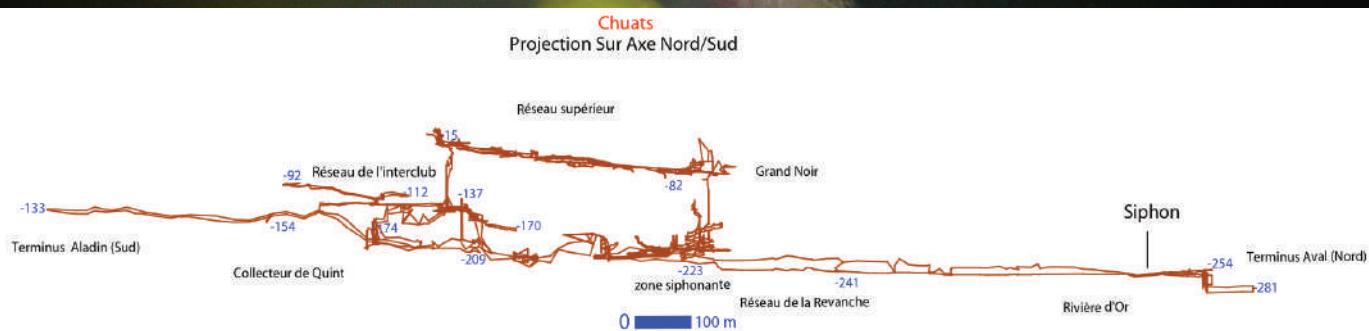 Chuats
Projection Sur Axe Nord/Sud
Réseau supérieur
-15
Réseau de l'interclub
-92
-112
-137
-82
Grand Noir
-133
-154
-174
-170
Siphon
Terminus Aladin (Sud)
-209
-223
-254
Terminus Aval (Nord)
Collecteur de Quint
zone siphonante
-241
-281
Réseau de la Revanche
Rivière d'Or
0
100 m